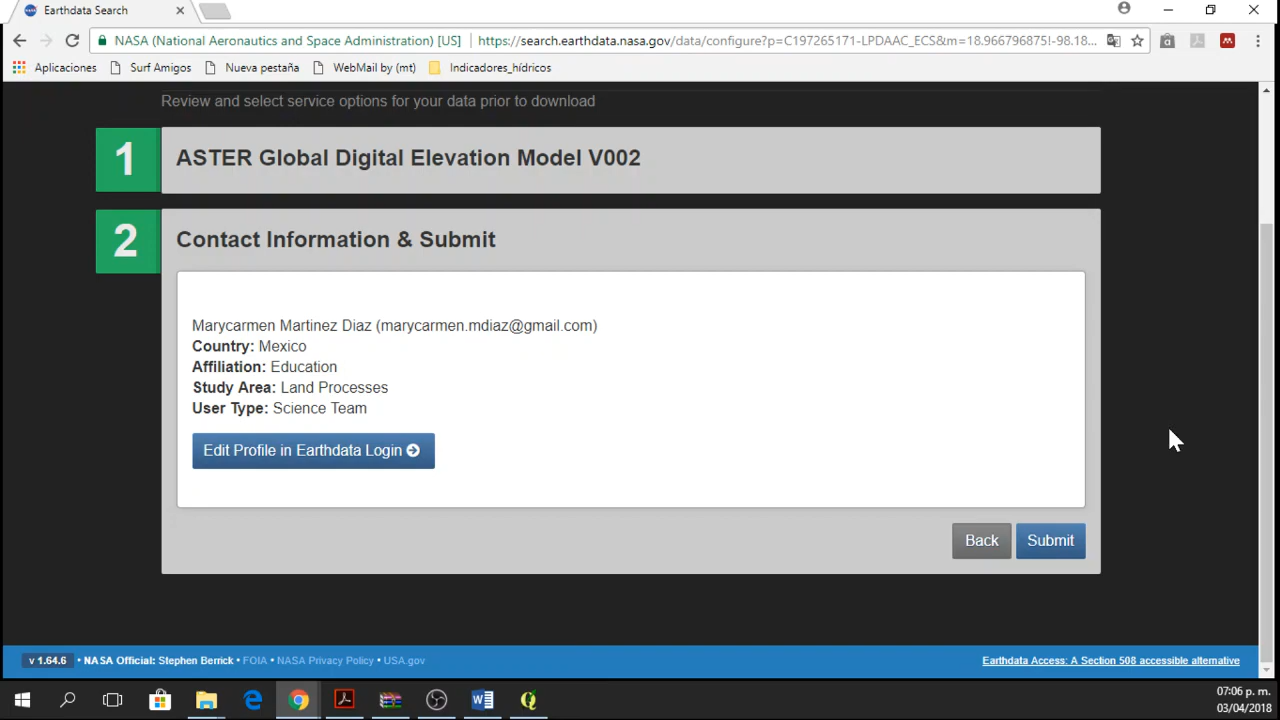 Earthdata Search
NASA (National Aeronautics and Space Administration) [US] https://search.earthdata.nasa.gov/data/configure?p=C197265171-LPDAAC_ECS&m=18.966796875!-98.18...
Aplicaciones Surf Amigos Nueva pestaña WebMail by (mt) Indicadores_hídricos
Review and select service options for your data prior to download
1 ASTER Global Digital Elevation Model V002
2 Contact Information & Submit
Marycarmen Martinez Diaz (marycarmen.mdiaz@gmail.com)
Country: Mexico
Affiliation: Education
Study Area: Land Processes
User Type: Science Team
Edit Profile in Earthdata Login
Back Submit
v 1.64.6 • NASA Official: Stephen Berrick • FOIA • NASA Privacy Policy • USA.gov Earthdata Access: A Section 508 accessible alternative
07:06 p. m.
03/04/2018